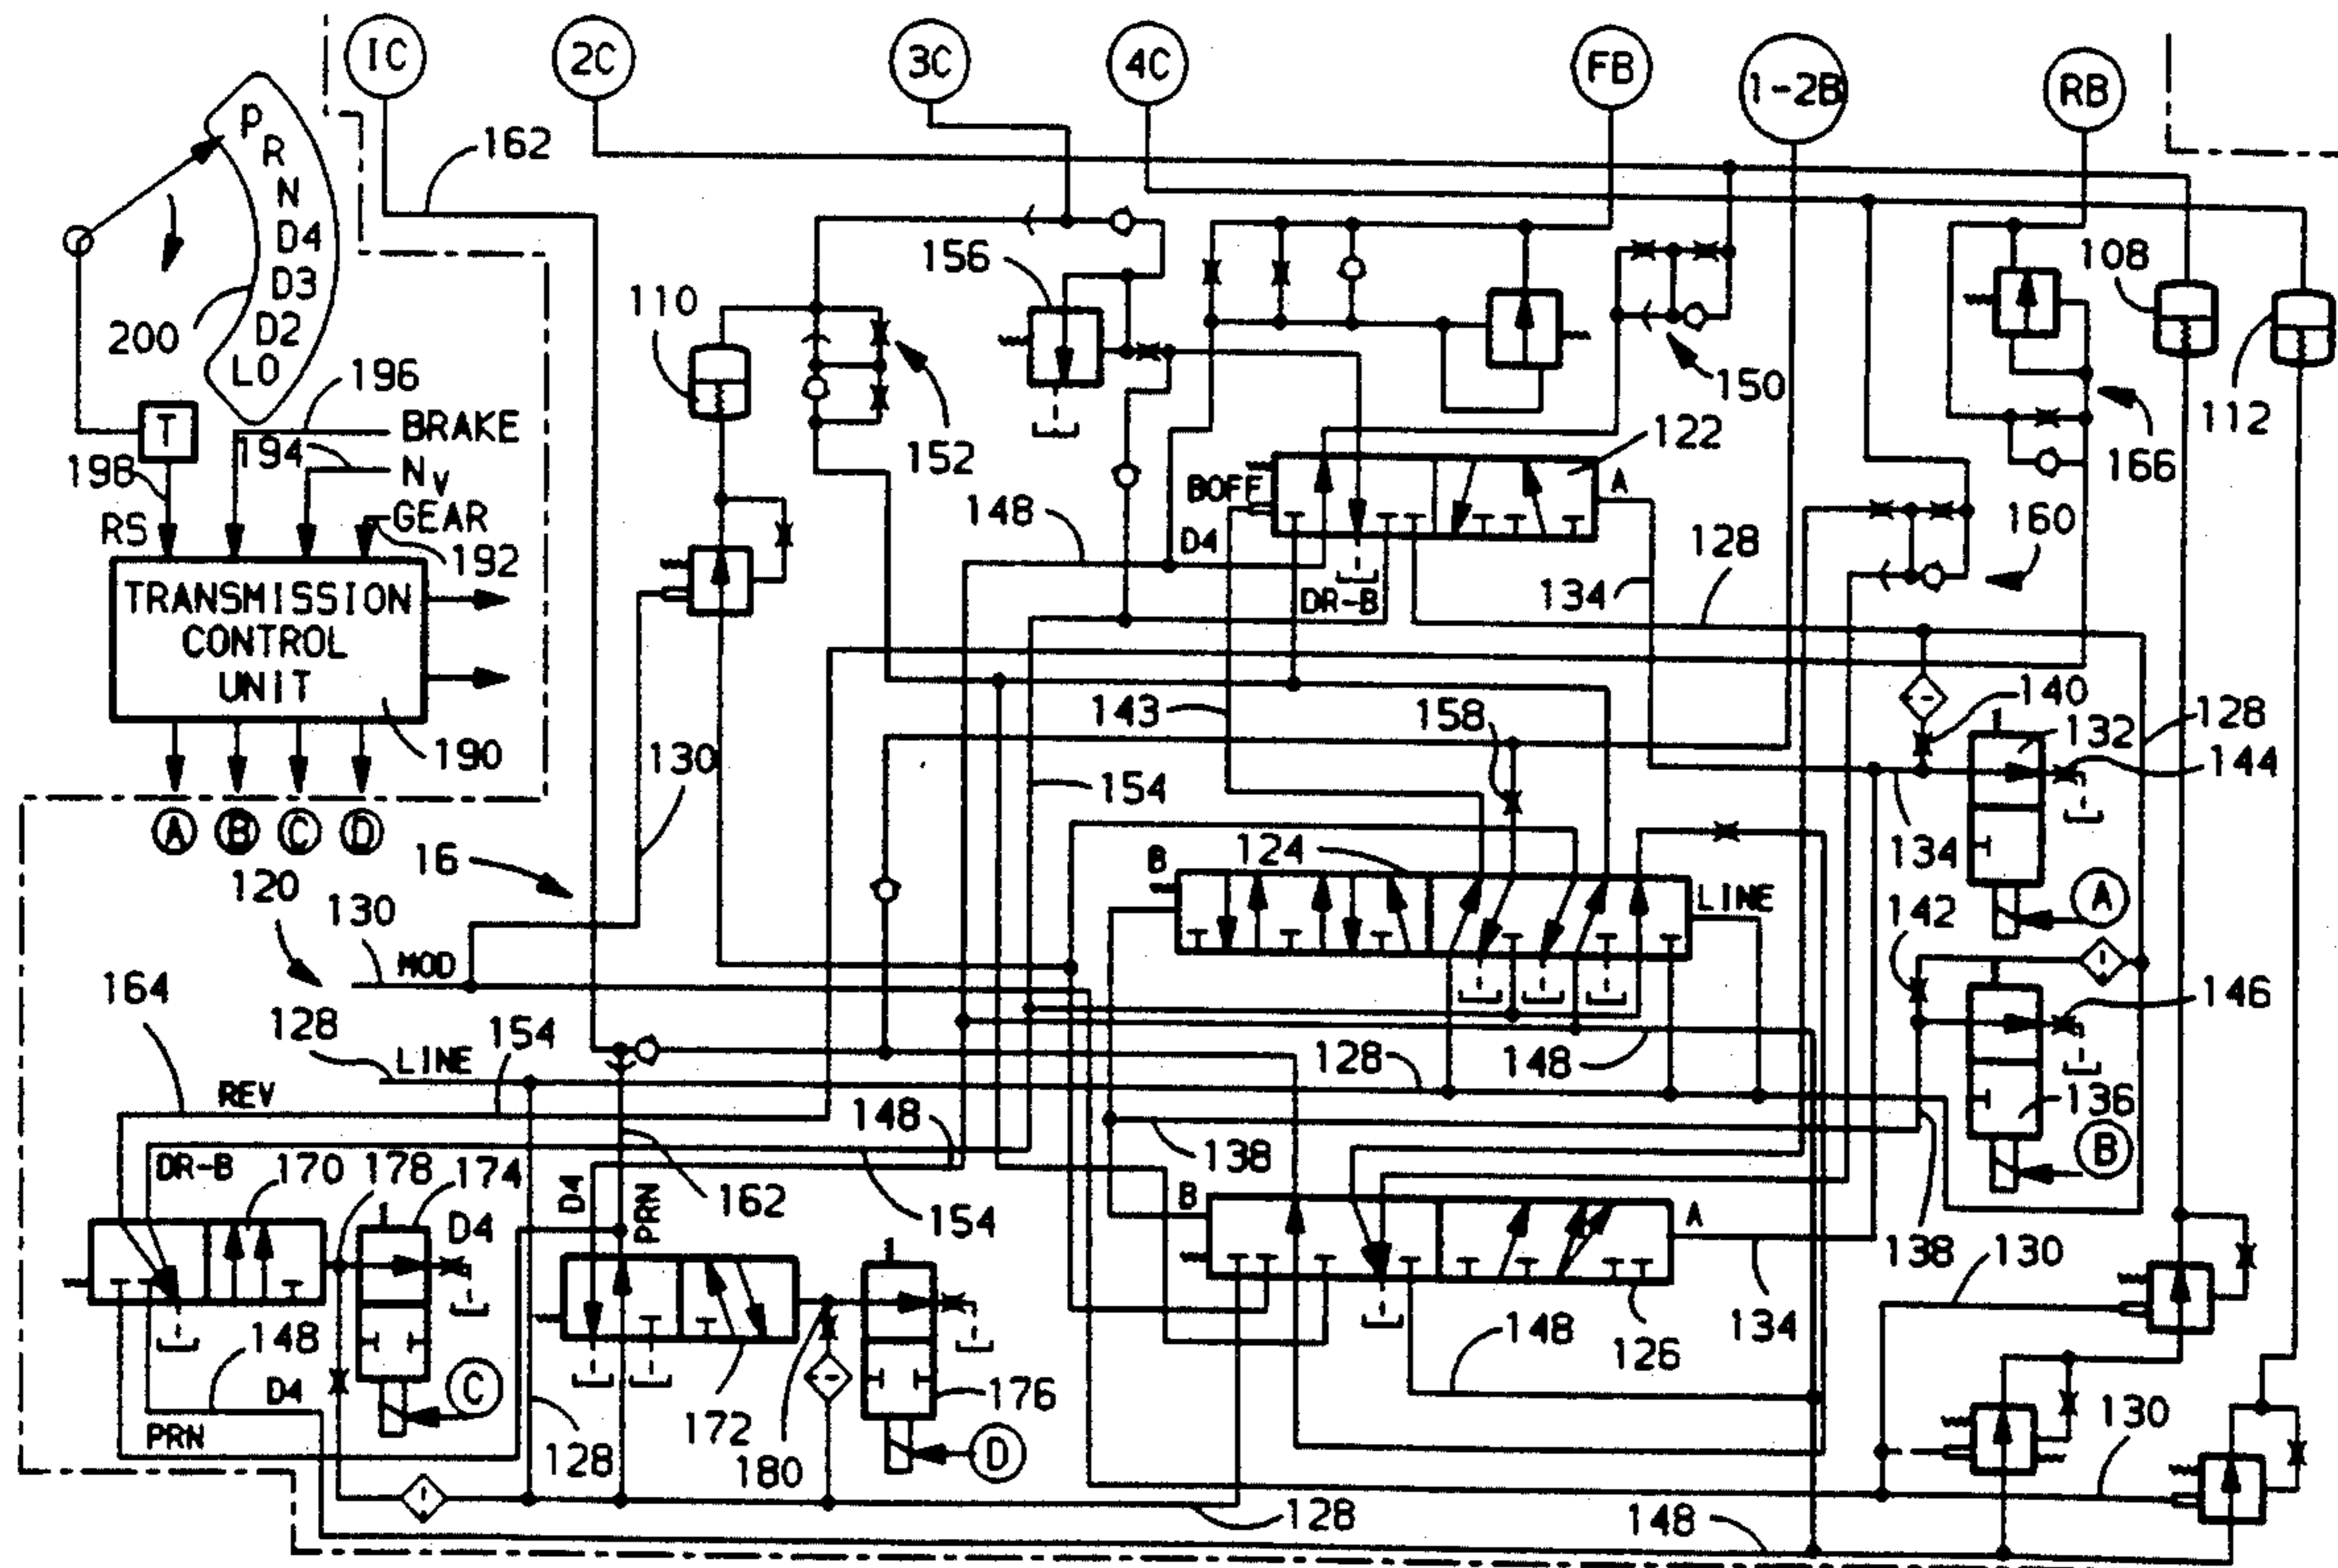 1C
2C
3C
4C
FB
1-2B
RB
162
P
R
N
D4
D3
D2
LO
200
156
110
150
108
112
196
BRAKE
T
194
NV
198
152
122
166
RS
GEAR
192
BOFF
A
148
D4
160
TRANSMISSION
CONTROL
UNIT
128
134
DR-B
140
143
158
132
128
190
130
154
144
A
B
C
D
16
124
134
120
B
LINE
A
130
142
MOD
164
146
128
154
LINE
128
148
REV
148
136
DR-B
170
178
174
D4
PRN
162
138
B
138
D4
154
B
A
130
148
148
134
D4
C
126
PRN
172
176
128
180
D
130
128
148